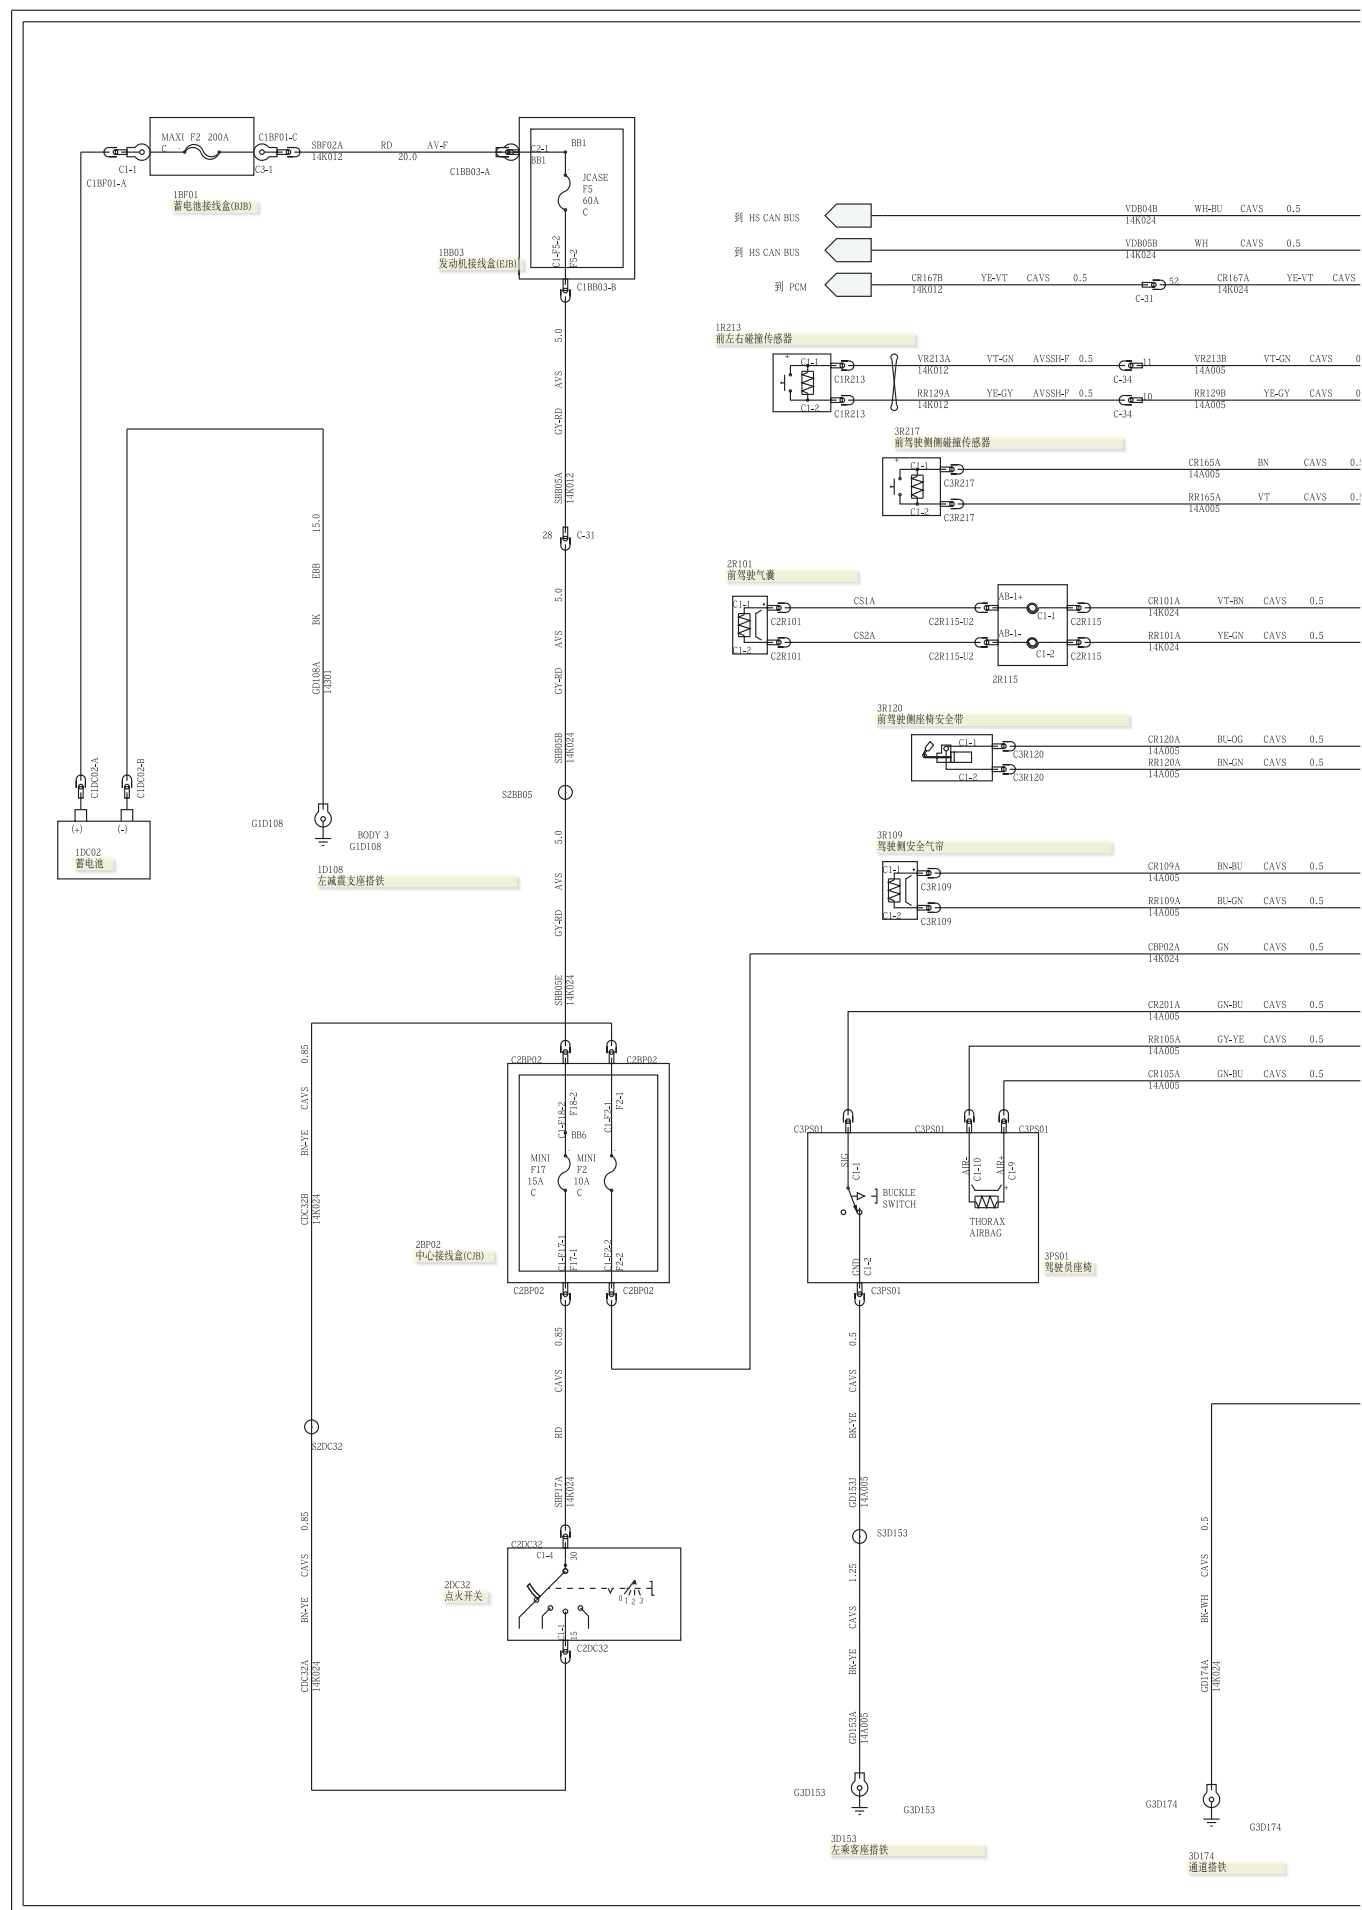 MAXI F2 200A
C
C1BF01-C
C1-1
C3-1
C1BF01-A
1BF01
蓄电池接线盒(BJB)
SBF02A RD AV-F
14K012 20.0
C1BB03-A
C2-1
BB1
BB1
JCASE
F5
60A
C
C1-F5-2
F5-2
1BB03
发动机接线盒(EJB)
C1BB03-B
5.0
AVS
GY-RD
SBB05A
14K012
28 C-31
5.0
AVS
GY-RD
SBB05B
14K024
S2BB05
5.0
AVS
GY-RD
SBB05E
14K024
15.0
EBB
BK
GD108A
14301
C1DC02-A
C1DC02-B
(+) (-)
1DC02
蓄电池
G1D108
BODY 3
G1D108
1D108
左减震支座搭铁
到 HS CAN BUS
VDB04B WH-BU CAVS 0.5
14K024
到 HS CAN BUS
VDB05B WH CAVS 0.5
14K024
到 PCM
CR167B YE-VT CAVS 0.5
14K012
C-31
52
CR167A YE-VT CAVS
14K024
1R213
前左右碰撞传感器
+
C1-1
C1-2
C1R213
C1R213
VR213A VT-GN AVSSH-F 0.5
14K012
C-34
11
VR213B VT-GN CAVS 0
14A005
RR129A YE-GY AVSSH-F 0.5
14K012
C-34
10
RR129B YE-GY CAVS 0
14A005
3R217
前驾驶侧侧碰撞传感器
+
C1-1
C1-2
C3R217
C3R217
CR165A BN CAVS 0.5
14A005
RR165A VT CAVS 0.5
14A005
2R101
前驾驶气囊
C1-1
C1-2
C2R101
C2R101
CS1A
CS2A
C2R115-U2
C2R115-U2
AB-1+
C1-1
AB-1-
C1-2
C2R115
C2R115
2R115
CR101A VT-BN CAVS 0.5
14K024
RR101A YE-GN CAVS 0.5
14K024
3R120
前驾驶侧座椅安全带
C1-1
C1-2
C3R120
C3R120
CR120A BU-OG CAVS 0.5
14A005
RR120A BN-GN CAVS 0.5
14A005
3R109
驾驶侧安全气帘
C1-1
C1-2
C3R109
C3R109
CR109A BN-BU CAVS 0.5
14A005
RR109A BU-GN CAVS 0.5
14A005
CBP02A GN CAVS 0.5
14K024
CR201A GN-BU CAVS 0.5
14A005
RR105A GY-YE CAVS 0.5
14A005
CR105A GN-BU CAVS 0.5
14A005
0.85
CAVS
BN-YE
CDC32B
14K024
S2DC32
0.85
CAVS
BN-YE
CDC32A
14K024
C2BP02
C2BP02
C1-F18-2
F18-2
C1-F2-1
F2-1
BB6
MINI
F17
15A
C
MINI
F2
10A
C
C1-F17-1
F17-1
C1-F2-2
F2-2
2BP02
中心接线盒(CJB)
C2BP02
C2BP02
0.85
CAVS
RD
SBP17A
14K024
C2DC32
C1-4
30
0 1 2 3
C1-1
15
2DC32
点火开关
C2DC32
C3PS01
C3PS01
C3PS01
SIG
C1-1
AIR-
C1-10
AIR+
C1-9
BUCKLE
SWITCH
+
THORAX
AIRBAG
GND
C1-2
3PS01
驾驶员座椅
C3PS01
0.5
CAVS
BK-YE
GD153J
14A005
S3D153
1.25
CAVS
BK-YE
GD153A
14A005
G3D153
G3D153
3D153
左乘客座搭铁
0.5
CAVS
BK-WH
GD174A
14K024
G3D174
G3D174
3D174
通道搭铁